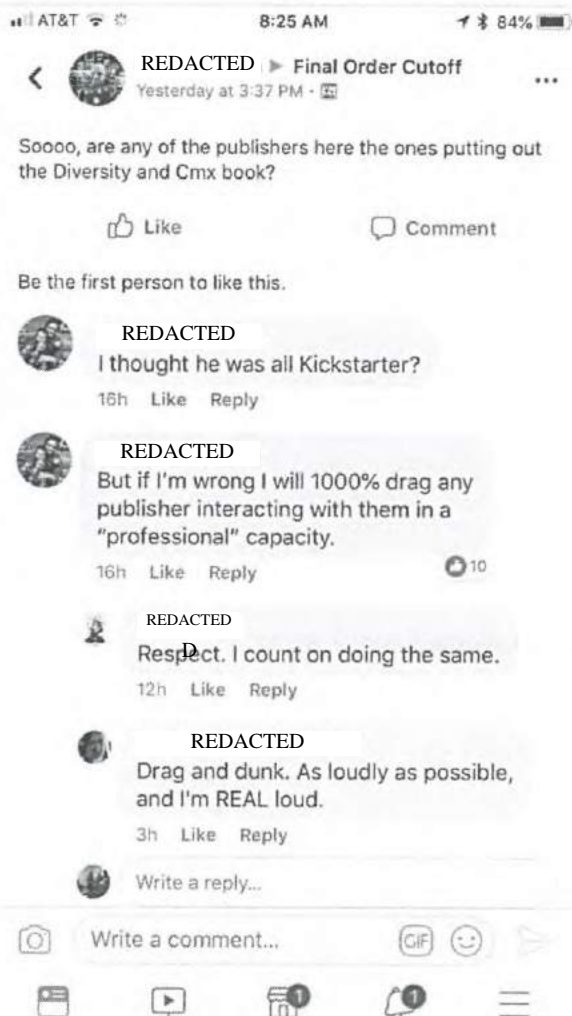 AT&T 8:25 AM 84%
REDACTED ▸ Final Order Cutoff
Yesterday at 3:37 PM ·
Soooo, are any of the publishers here the ones putting out
the Diversity and Cmx book?
Like Comment
Be the first person to like this.
REDACTED
I thought he was all Kickstarter?
16h Like Reply
REDACTED
But if I'm wrong I will 1000% drag any
publisher interacting with them in a
"professional" capacity.
16h Like Reply 10
REDACTED
D
Respect. I count on doing the same.
12h Like Reply
REDACTED
Drag and dunk. As loudly as possible,
and I'm REAL loud.
3h Like Reply
Write a reply...
Write a comment... GIF
1 1